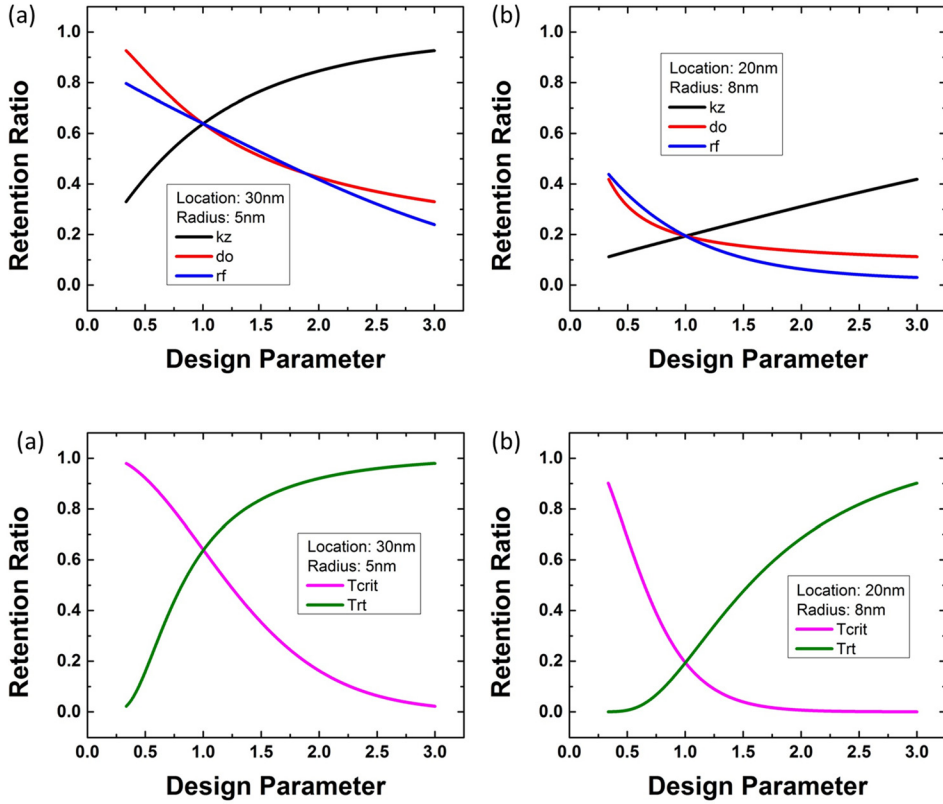 (a)
Retention Ratio
1.0
0.8
0.6
0.4
0.2
0.0
Location: 30nm
Radius: 5nm
kz
do
rf
0.0 0.5 1.0 1.5 2.0 2.5 3.0
Design Parameter
(b)
Retention Ratio
1.0
0.8
0.6
0.4
0.2
0.0
Location: 20nm
Radius: 8nm
kz
do
rf
0.0 0.5 1.0 1.5 2.0 2.5 3.0
Design Parameter
(a)
Retention Ratio
1.0
0.8
0.6
0.4
0.2
0.0
Location: 30nm
Radius: 5nm
Tcrit
Trt
0.0 0.5 1.0 1.5 2.0 2.5 3.0
Design Parameter
(b)
Retention Ratio
1.0
0.8
0.6
0.4
0.2
0.0
Location: 20nm
Radius: 8nm
Tcrit
Trt
0.0 0.5 1.0 1.5 2.0 2.5 3.0
Design Parameter